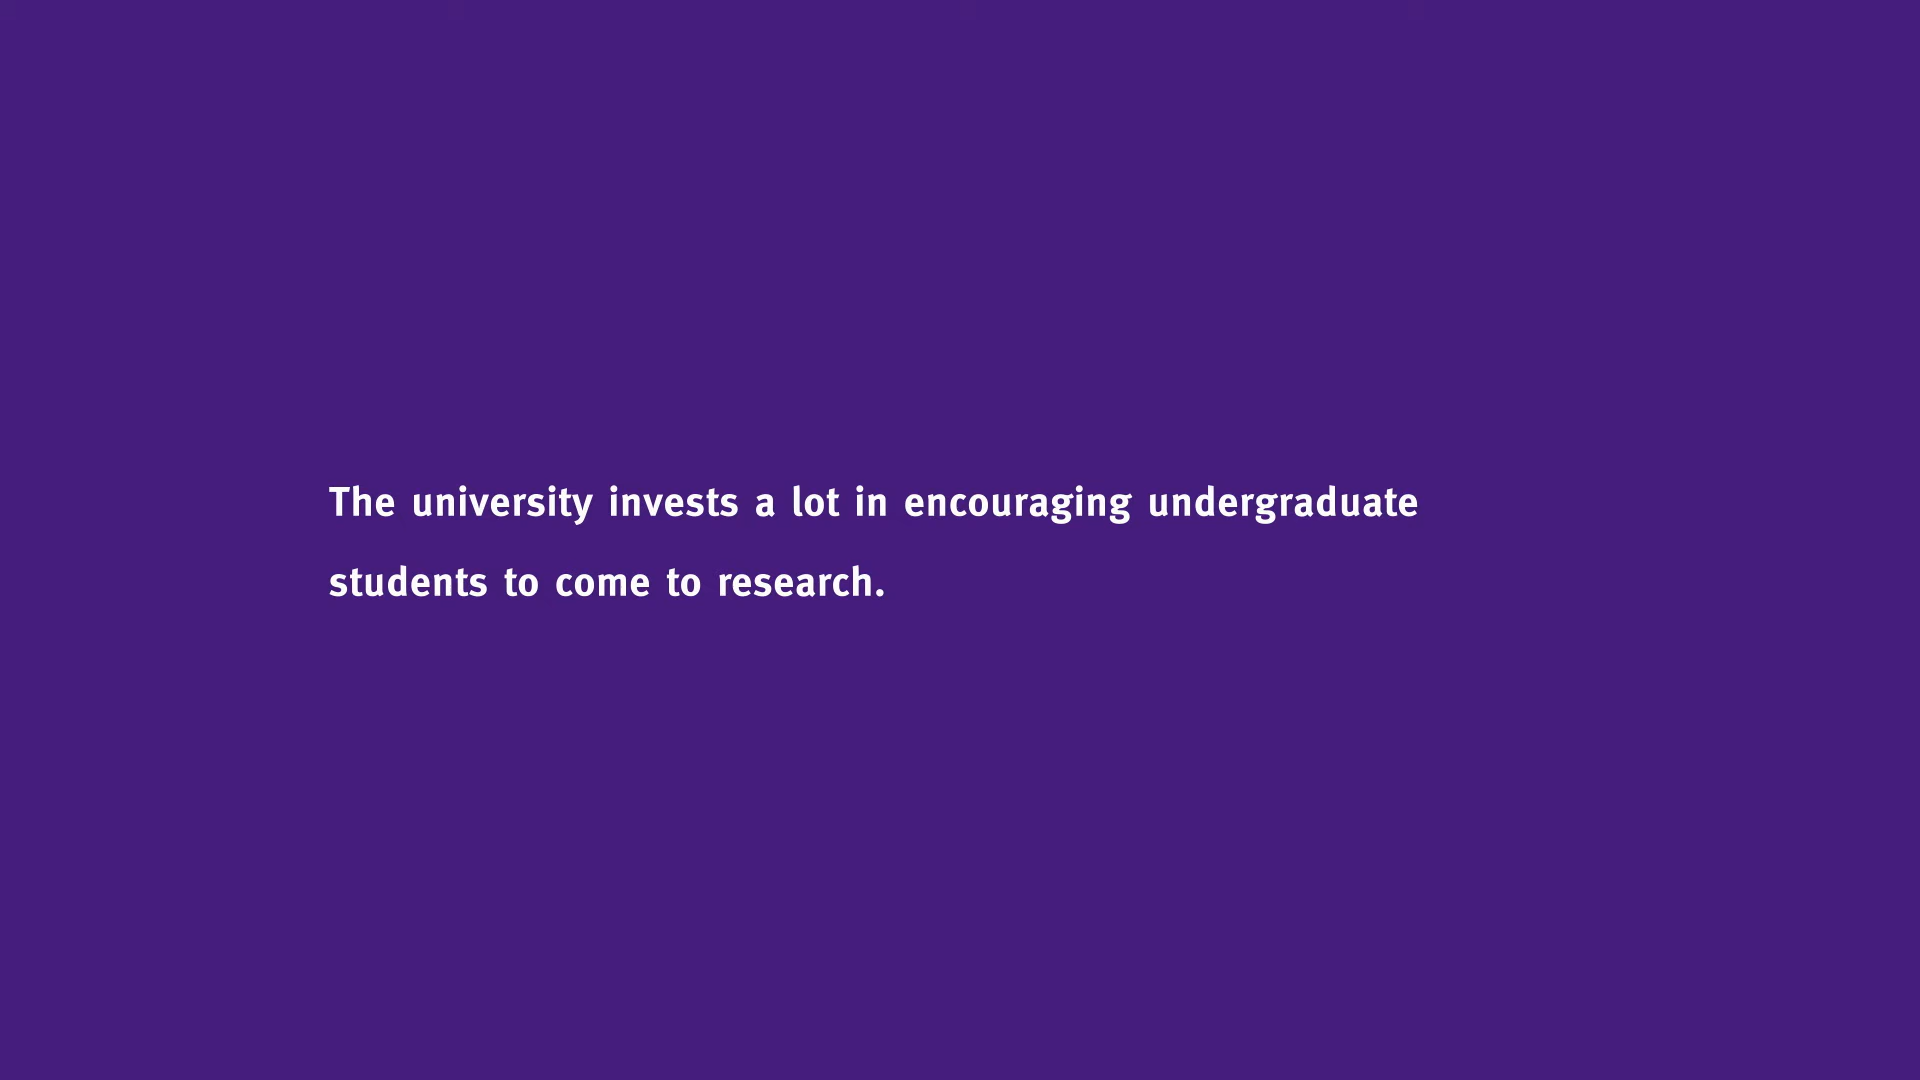 The university invests a lot in encouraging undergraduate
students to come to research.